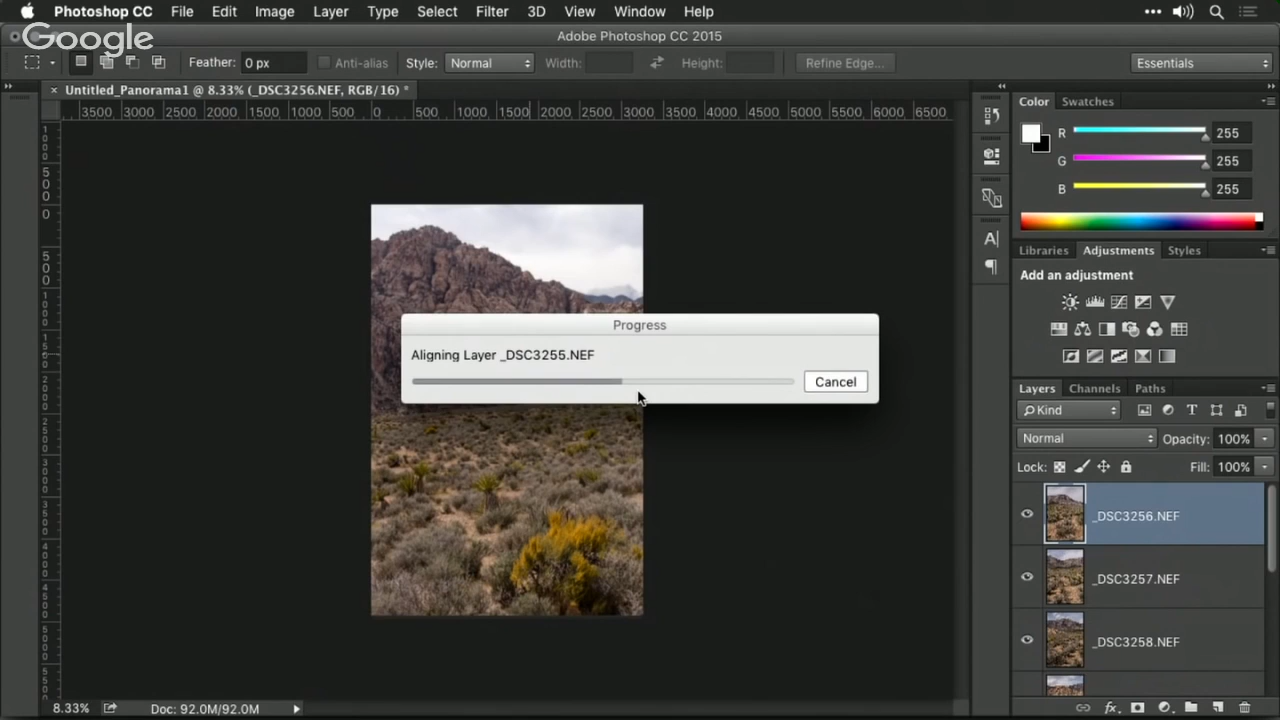 Photoshop CC File Edit Image Layer Type Select Filter 3D View Window Help
Google
Adobe Photoshop CC 2015
Feather: 0 px Anti-alias Style: Normal Width: Height: Refine Edge... Essentials
× Untitled_Panorama1 @ 8.33% (_DSC3256.NEF, RGB/16) *
3500 3000 2500 2000 1500 1000 500 0 500 1000 1500 2000 2500 3000 3500 4000 4500 5000 5500 6000 6500
Color Swatches
R 255
G 255
B 255
Libraries Adjustments Styles
Add an adjustment
Progress
Aligning Layer _DSC3255.NEF
Cancel
Layers Channels Paths
Kind
Normal Opacity: 100%
Lock: Fill: 100%
_DSC3256.NEF
_DSC3257.NEF
_DSC3258.NEF
8.33% Doc: 92.0M/92.0M